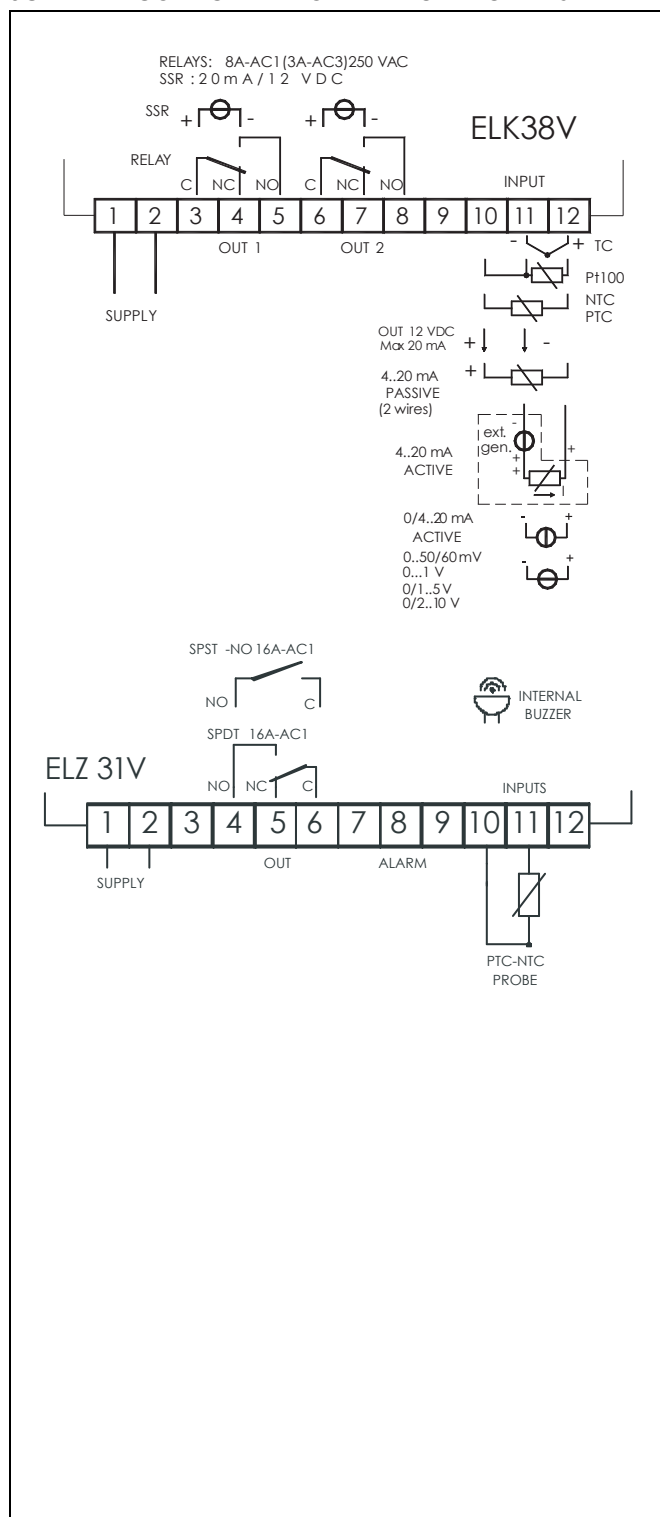 RELAYS: 8A-AC1(3A-AC3)250 VAC
SSR : 20mA/12 VDC
SSR + - + -
ELK38V
RELAY
C NC NO C NC NO
INPUT
1 2 3 4 5 6 7 8 9 10 11 12
OUT 1 OUT 2
- + TC
SUPPLY
Pt100
NTC
PTC
OUT 12 VDC
Max 20 mA + -
4..20 mA +
PASSIVE
(2 wires)
-
ext.
gen.
+ +
+
4..20 mA
ACTIVE
I
0/4..20 mA - +
ACTIVE
0..50/60 mV - +
0...1 V
0/1..5 V
0/2..10 V
SPST -NO 16A-AC1
NO C
INTERNAL
BUZZER
SPDT 16A-AC1
ELZ 31V
NO NC C
INPUTS
1 2 3 4 5 6 7 8 9 10 11 12
OUT ALARM
SUPPLY
PTC-NTC
PROBE